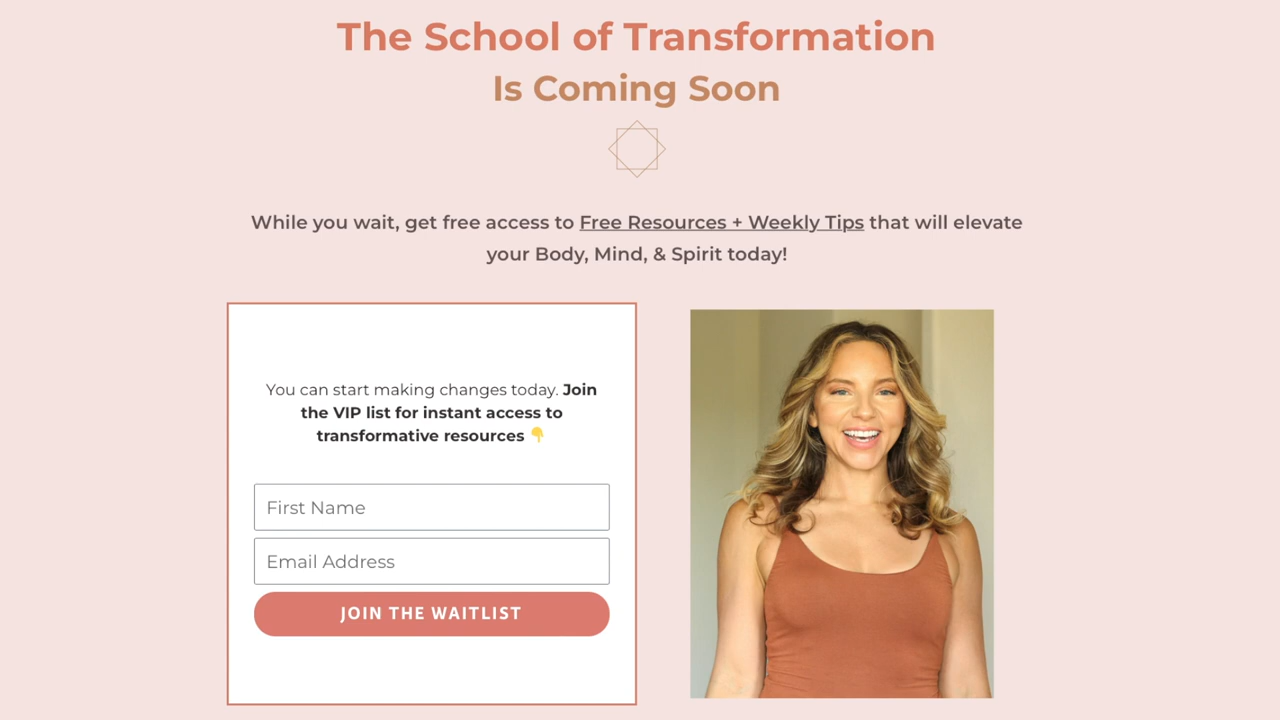 The School of Transformation
Is Coming Soon
While you wait, get free access to Free Resources + Weekly Tips that will elevate
your Body, Mind, & Spirit today!
You can start making changes today. Join
the VIP list for instant access to
transformative resources 👇
First Name
Email Address
JOIN THE WAITLIST